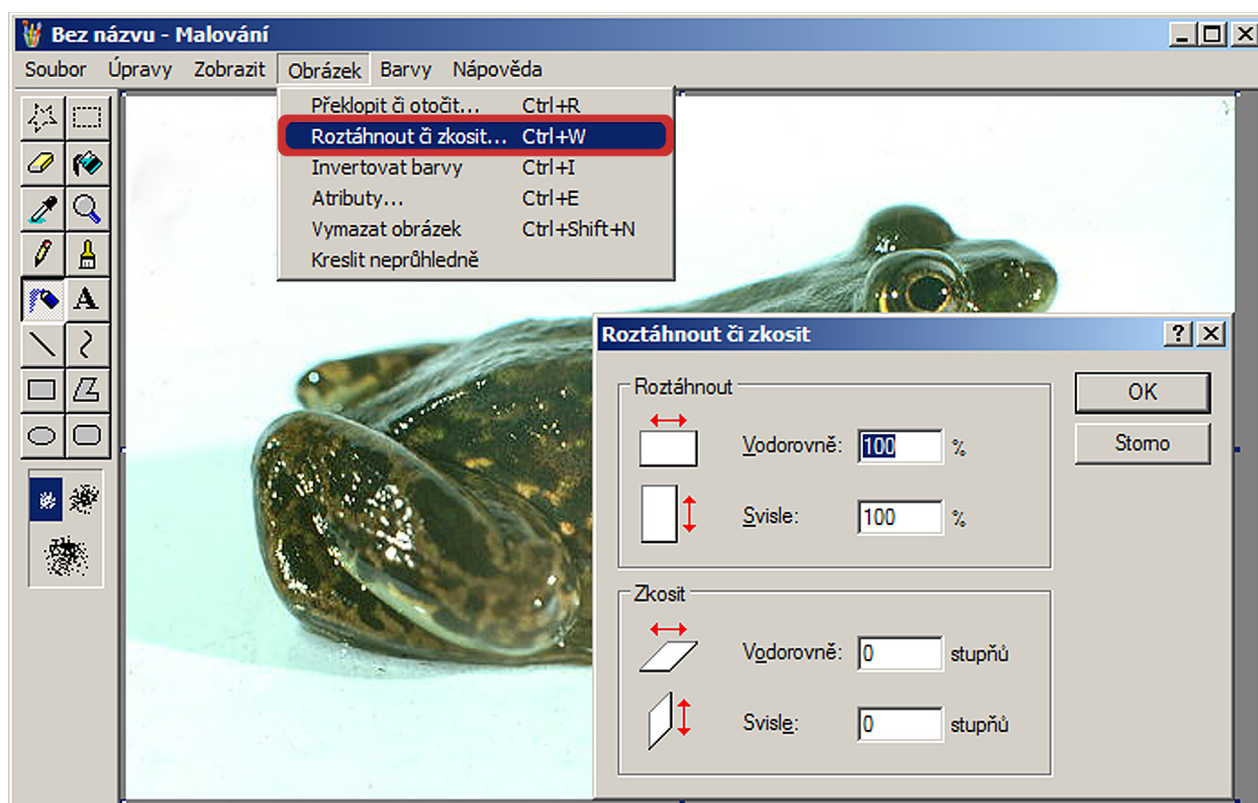 Bez názvu - Malování
Soubor Úpravy Zobrazit Obrázek Barvy Nápověda
Překlopit či otočit... Ctrl+R
Roztáhnout či zkosit... Ctrl+W
Invertovat barvy Ctrl+I
Atributy... Ctrl+E
Vymazat obrázek Ctrl+Shift+N
Kreslit neprůhledně
A
Roztáhnout či zkosit
Roztáhnout
OK
Vodorovně: 100 %
Storno
Svisle: 100 %
Zkosit
Vodorovně: 0 stupňů
Svisle: 0 stupňů